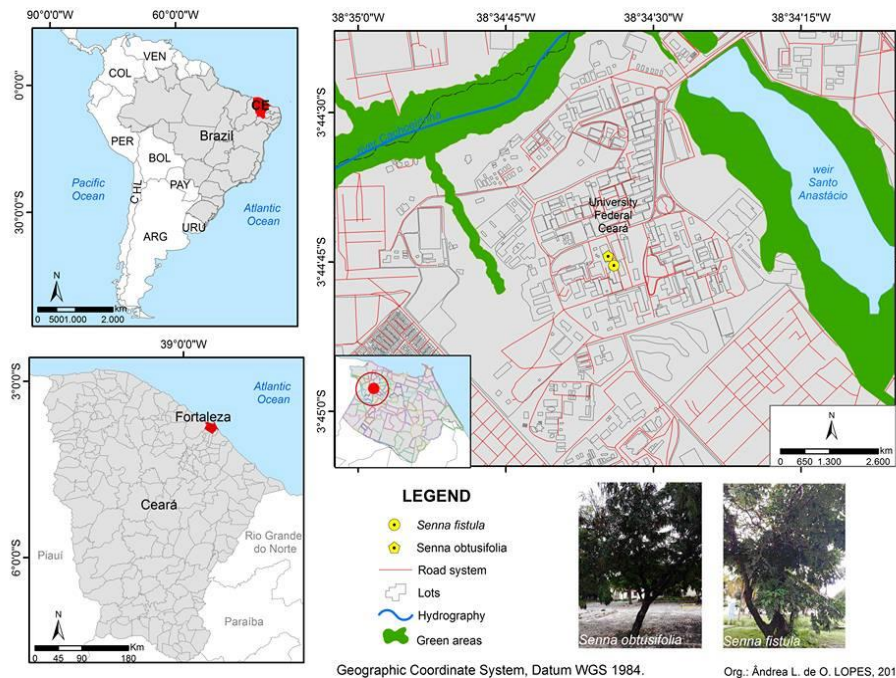 90°0'0"W
60°0'0"W
0°0'0"
30°0'0"S
VEN
COL
CE
PER
Brazil
BOL
Pacific
Ocean
CHL
PAY
Atlantic
Ocean
URU
ARG
N
0 5001.000 2.000
km
39°0'0"W
3°0'0"S
6°0'0"S
Atlantic
Ocean
Fortaleza
Ceará
Piauí
Rio Grande
do Norte
Paraíba
N
Km
0 45 90 180
38°35'0"W
38°34'45"W
38°34'30"W
38°34'15"W
3°44'30"S
3°44'45"S
3°45'0"S
University
Federal
Ceará
weir
Santo
Anastácio
N
km
0 650 1.300 2.600
LEGEND
Senna fistula
Senna obtusifolia
Road system
Lots
Hydrography
Green areas
Senna obtusifolia
Senna fistula
Geographic Coordinate System, Datum WGS 1984.
Org.: Ândrea L. de O. LOPES, 201